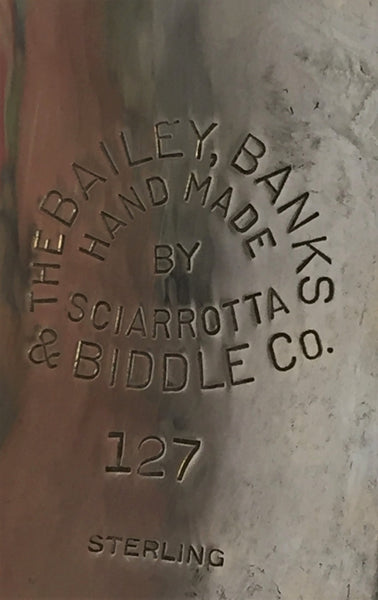 THE BAILEY, BANKS
& BIDDLE CO.
HAND MADE
BY
SCIARROTTA
127
STERLING